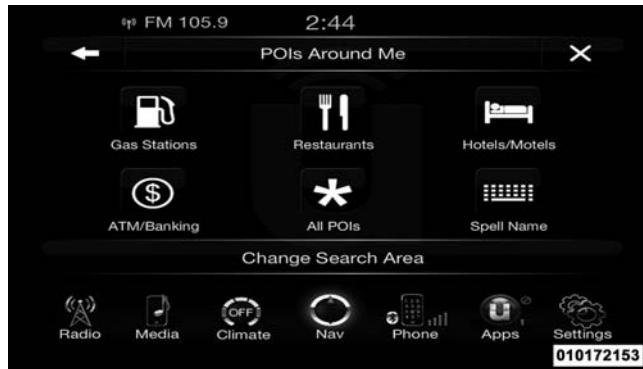 FM 105.9 2:44
POIs Around Me
Gas Stations Restaurants Hotels/Motels
ATM/Banking All POIs Spell Name
Change Search Area
OFF
Radio Media Climate Nav Phone Apps Settings
010172153